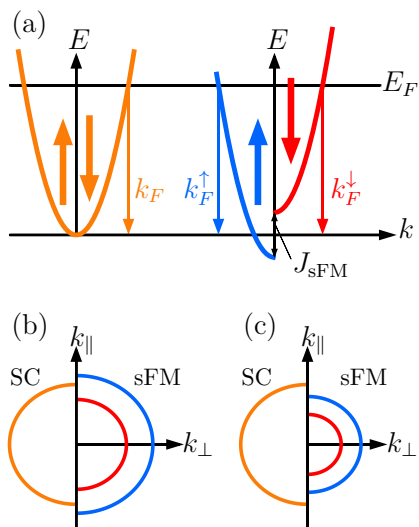 (a)
E E
E_F
k_F k_F^↑ k_F^↓
k
J_sFM
(b) (c)
k_∥ k_∥
SC sFM SC sFM
k_⊥ k_⊥